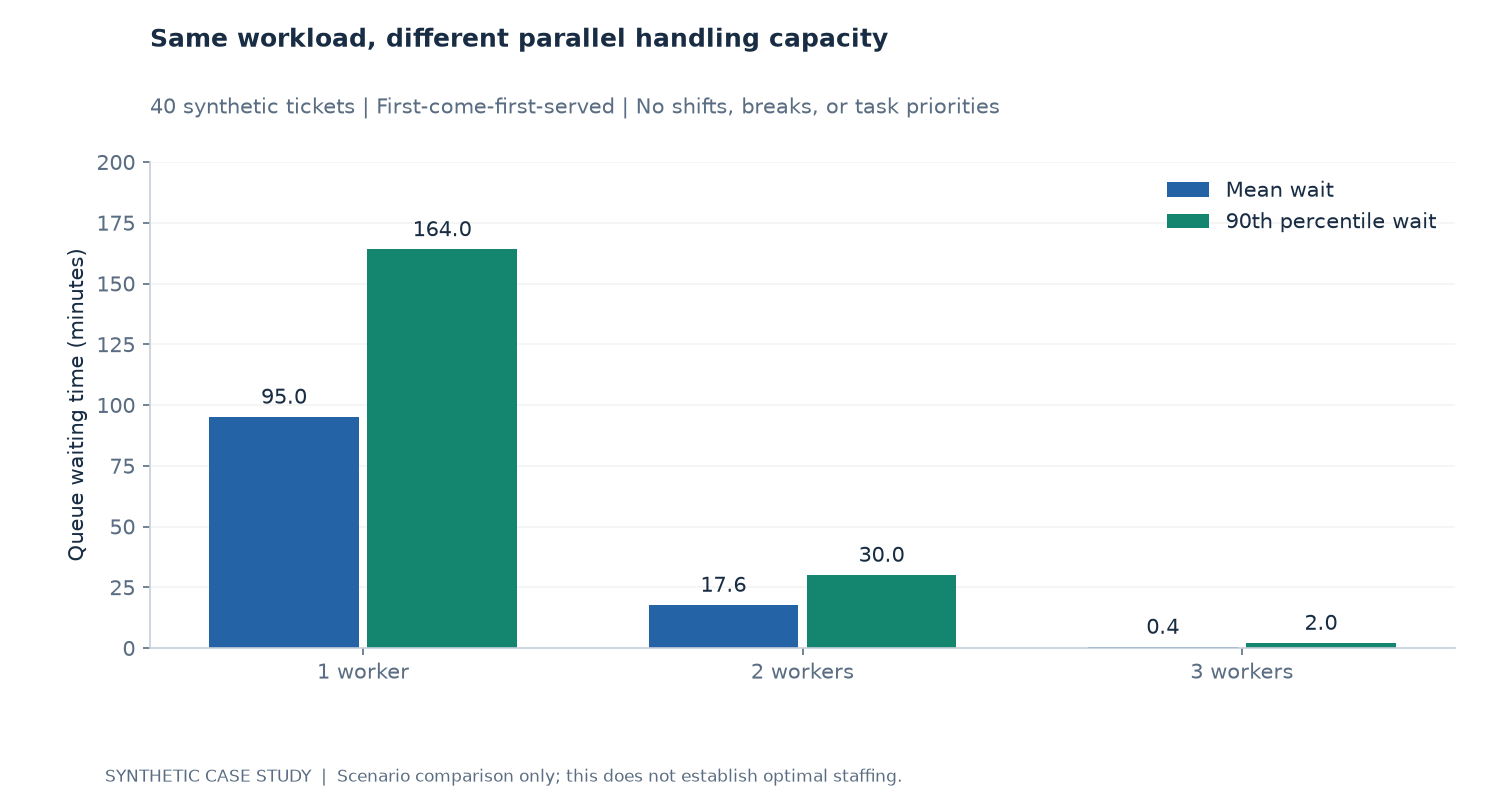 Same workload, different parallel handling capacity
40 synthetic tickets | First-come-first-served | No shifts, breaks, or task priorities
Queue waiting time (minutes)
200
175
150
125
100
75
50
25
0
Mean wait
90th percentile wait
95.0
164.0
17.6
30.0
0.4
2.0
1 worker
2 workers
3 workers
SYNTHETIC CASE STUDY | Scenario comparison only; this does not establish optimal staffing.